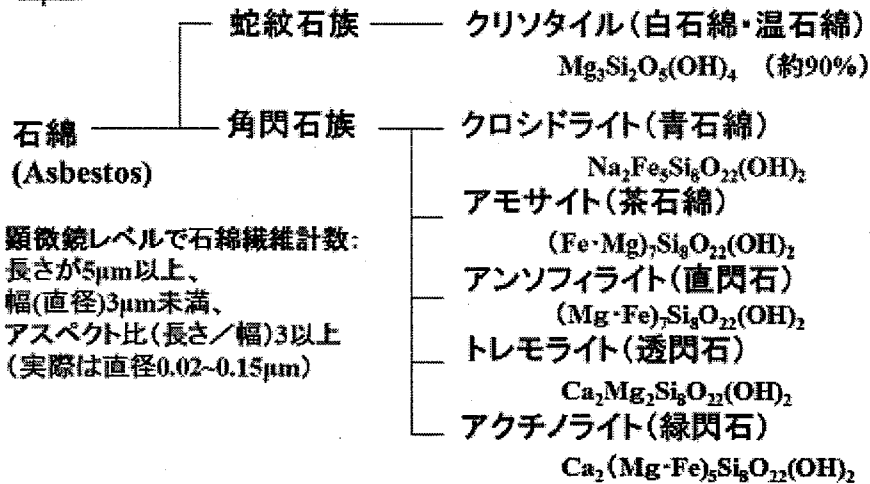 蛇紋石族
クリソタイル（白石綿・温石綿）
Mg₃Si₂O₅(OH)₄ （約90%）
石綿
(Asbestos)
角閃石族
クロシドライト（青石綿）
Na₂Fe₅Si₈O₂₂(OH)₂
アモサイト（茶石綿）
(Fe·Mg)₇Si₈O₂₂(OH)₂
アンソフィライト（直閃石）
(Mg·Fe)₇Si₈O₂₂(OH)₂
トレモライト（透閃石）
Ca₂Mg₂Si₈O₂₂(OH)₂
アクチノライト（緑閃石）
Ca₂(Mg·Fe)₅Si₈O₂₂(OH)₂
顕微鏡レベルで石綿繊維計数:
長さが5μm以上、
幅(直径)3μm未満、
アスペクト比（長さ／幅）3以上
（実際は直径0.02~0.15μm）